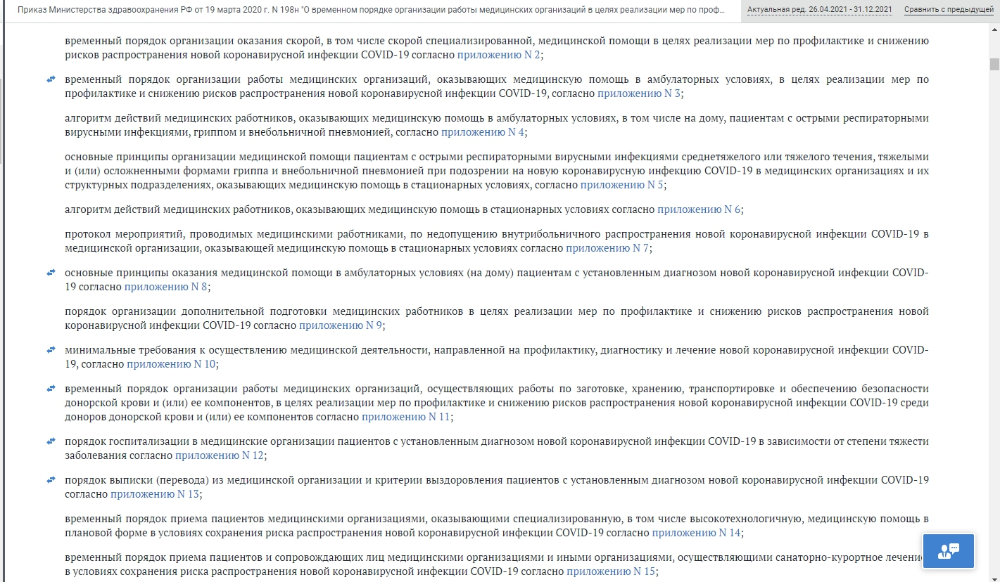 Приказ Министерства здравоохранения РФ от 19 марта 2020 г. N 198н "О временном порядке организации работы медицинских организаций в целях реализации мер по проф...
Актуальная ред. 26.04.2021 - 31.12.2021
Сравнить с предыдущей
временный порядок организации оказания скорой, в том числе скорой специализированной, медицинской помощи в целях реализации мер по профилактике и снижению
рисков распространения новой коронавирусной инфекции COVID-19 согласно приложению N 2;
временный порядок организации работы медицинских организаций, оказывающих медицинскую помощь в амбулаторных условиях, в целях реализации мер по
профилактике и снижению рисков распространения новой коронавирусной инфекции COVID-19, согласно приложению N 3;
алгоритм действий медицинских работников, оказывающих медицинскую помощь в амбулаторных условиях, в том числе на дому, пациентам с острыми респираторными
вирусными инфекциями, гриппом и внебольничной пневмонией, согласно приложению N 4;
основные принципы организации медицинской помощи пациентам с острыми респираторными вирусными инфекциями среднетяжелого или тяжелого течения, тяжелыми
и (или) осложненными формами гриппа и внебольничной пневмонией при подозрении на новую коронавирусную инфекцию COVID-19 в медицинских организациях и их
структурных подразделениях, оказывающих медицинскую помощь в стационарных условиях, согласно приложению N 5;
алгоритм действий медицинских работников, оказывающих медицинскую помощь в стационарных условиях согласно приложению N 6;
протокол мероприятий, проводимых медицинскими работниками, по недопущению внутрибольничного распространения новой коронавирусной инфекции COVID-19 в
медицинской организации, оказывающей медицинскую помощь в стационарных условиях согласно приложению N 7;
основные принципы оказания медицинской помощи в амбулаторных условиях (на дому) пациентам с установленным диагнозом новой коронавирусной инфекции COVID-
19 согласно приложению N 8;
порядок организации дополнительной подготовки медицинских работников в целях реализации мер по профилактике и снижению рисков распространения новой
коронавирусной инфекции COVID-19 согласно приложению N 9;
минимальные требования к осуществлению медицинской деятельности, направленной на профилактику, диагностику и лечение новой коронавирусной инфекции COVID-
19, согласно приложению N 10;
временный порядок организации работы медицинских организаций, осуществляющих работы по заготовке, хранению, транспортировке и обеспечению безопасности
донорской крови и (или) ее компонентов, в целях реализации мер по профилактике и снижению рисков распространения новой коронавирусной инфекции COVID-19 среди
доноров донорской крови и (или) ее компонентов согласно приложению N 11;
порядок госпитализации в медицинские организации пациентов с установленным диагнозом новой коронавирусной инфекции COVID-19 в зависимости от степени тяжести
заболевания согласно приложению N 12;
порядок выписки (перевода) из медицинской организации и критерии выздоровления пациентов с установленным диагнозом новой коронавирусной инфекции COVID-19
согласно приложению N 13;
временный порядок приема пациентов медицинскими организациями, оказывающими специализированную, в том числе высокотехнологичную, медицинскую помощь в
плановой форме в условиях сохранения риска распространения новой коронавирусной инфекции COVID-19 согласно приложению N 14;
временный порядок приема пациентов и сопровождающих лиц медицинскими организациями и иными организациями, осуществляющими санаторно-курортное лечение
в условиях сохранения риска распространения новой коронавирусной инфекции COVID-19 согласно приложению N 15;